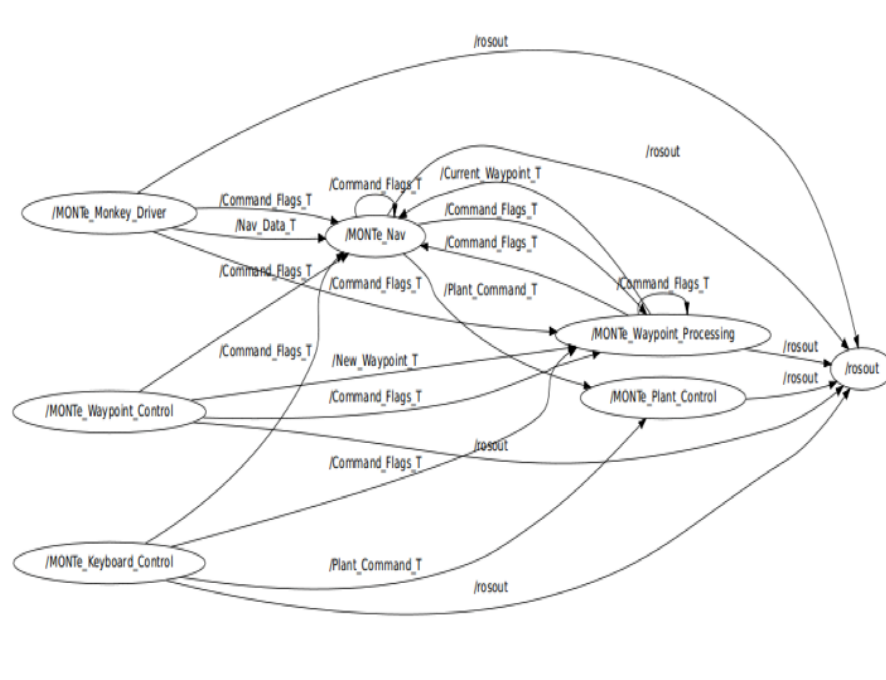 /rosout
/rosout
/Current_Waypoint_T
/Command_Flags_T
/Command_Flags_T
/MONTe_Monkey_Driver
/Command_Flags_T
/Nav_Data_T
/MONTe_Nav
/Command_Flags_T
/Command_Flags_T
/Command_Flags_T
/Plant_Command_T
/Command_Flags_T
/Command_Flags_T
/MONTe_Waypoint_Processing
/rosout
/Command_Flags_T
/New_Waypoint_T
/rosout
/rosout
/MONTe_Plant_Control
/Command_Flags_T
/MONTe_Waypoint_Control
/rosout
/Command_Flags_T
/MONTe_Keyboard_Control
/Plant_Command_T
/rosout